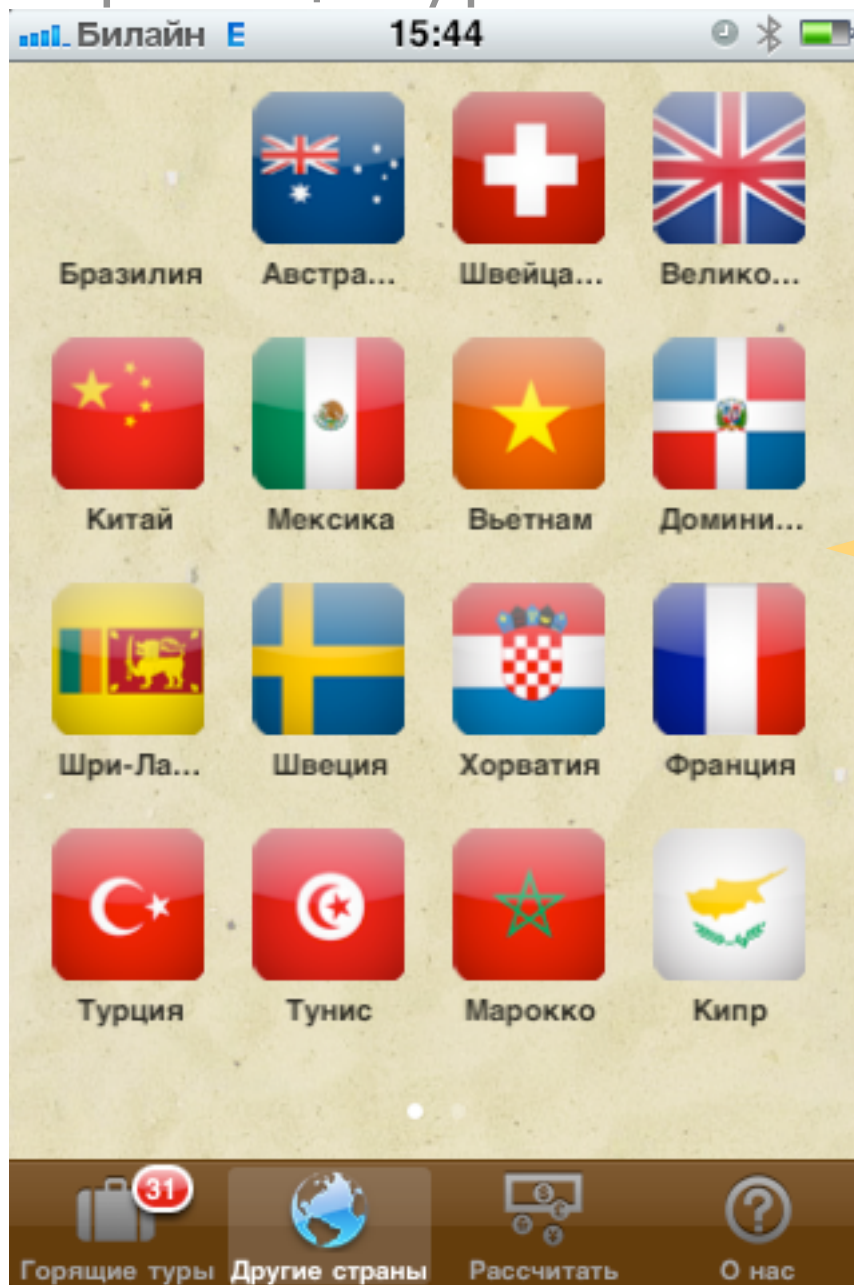 Билайн E 15:44
Бразилия Австра... Швейца... Велико...
Китай Мексика Вьетнам Домини...
Шри-Ла... Швеция Хорватия Франция
Турция Тунис Марокко Кипр
31
Горящие туры Другие страны Рассчитать О нас